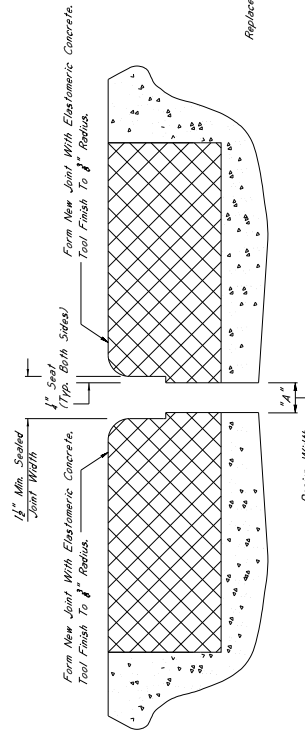 Form New Joint With Elastomeric Concrete.
Tool Finish To 3/8" Radius.
1½" Min. Sealed
Joint Width
¼" Seat
(Typ. Both Sides)
Form New Joint With Elastomeric Concrete.
Tool Finish To 3/8" Radius.
"A"
Replace